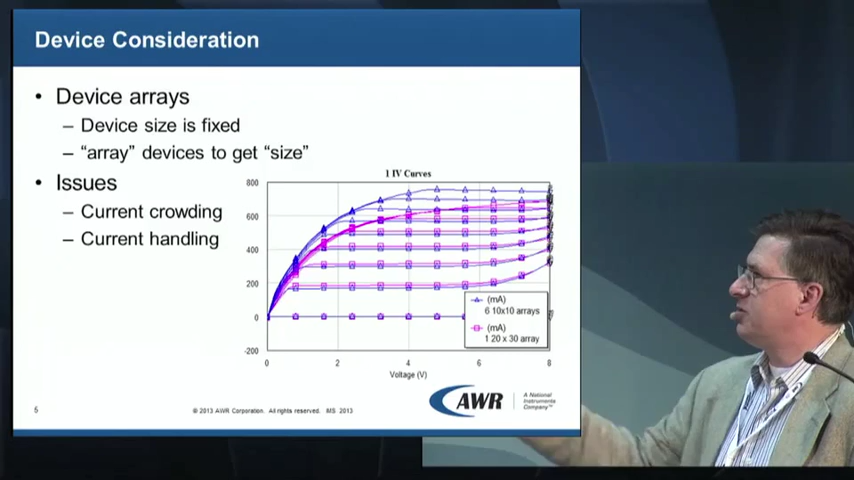 Device Consideration
• Device arrays
– Device size is fixed
– “array” devices to get “size”
• Issues
– Current crowding
– Current handling
1 IV Curves
800
600
400
200
0
-200
0
2
4
6
8
Voltage (V)
(mA)
6 10x10 arrays
(mA)
1 20 x 30 array
5
© 2013 AWR Corporation. All rights reserved. IMS 2013
AWR
A National
Instruments
Company™